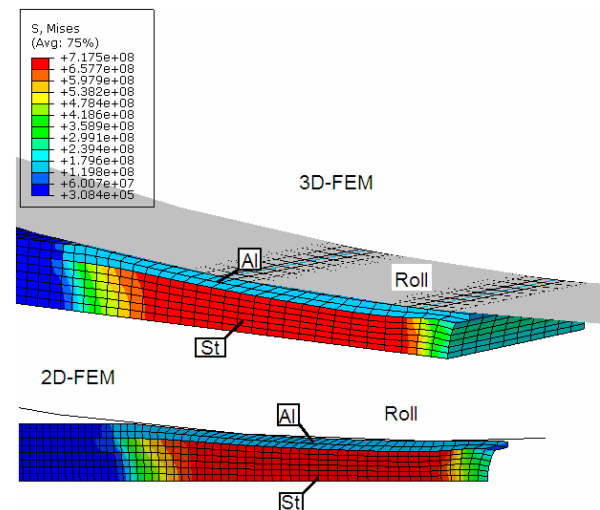 S, Mises
(Avg: 75%)
+7.175e+08
+6.577e+08
+5.979e+08
+5.382e+08
+4.784e+08
+4.186e+08
+3.589e+08
+2.991e+08
+2.394e+08
+1.796e+08
+1.198e+08
+6.007e+07
+3.084e+05
3D-FEM
Al
Roll
St
2D-FEM
Al
Roll
St